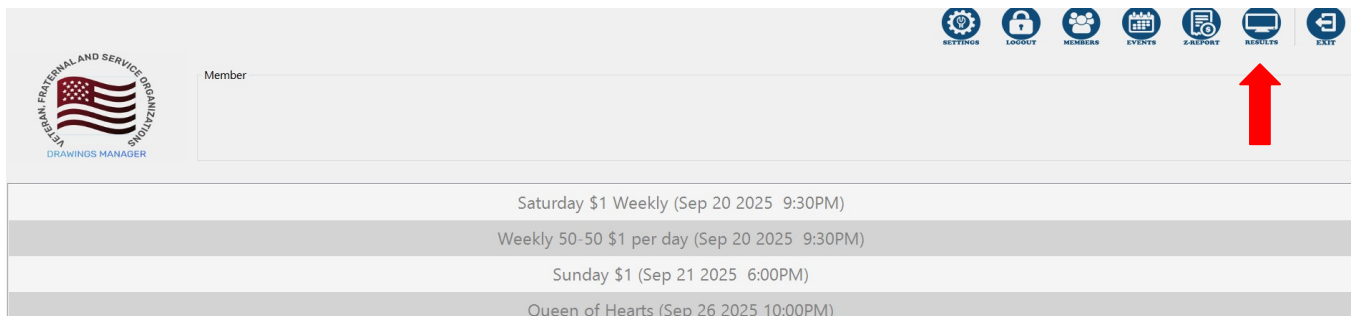 SETTINGS LOGOUT MEMBERS EVENTS Z-REPORT RESULTS EXIT
VETERAN, FRATERNAL AND SERVICE ORGANIZATIONS
DRAWINGS MANAGER
Member
Saturday $1 Weekly (Sep 20 2025 9:30PM)
Weekly 50-50 $1 per day (Sep 20 2025 9:30PM)
Sunday $1 (Sep 21 2025 6:00PM)
Queen of Hearts (Sep 26 2025 10:00PM)